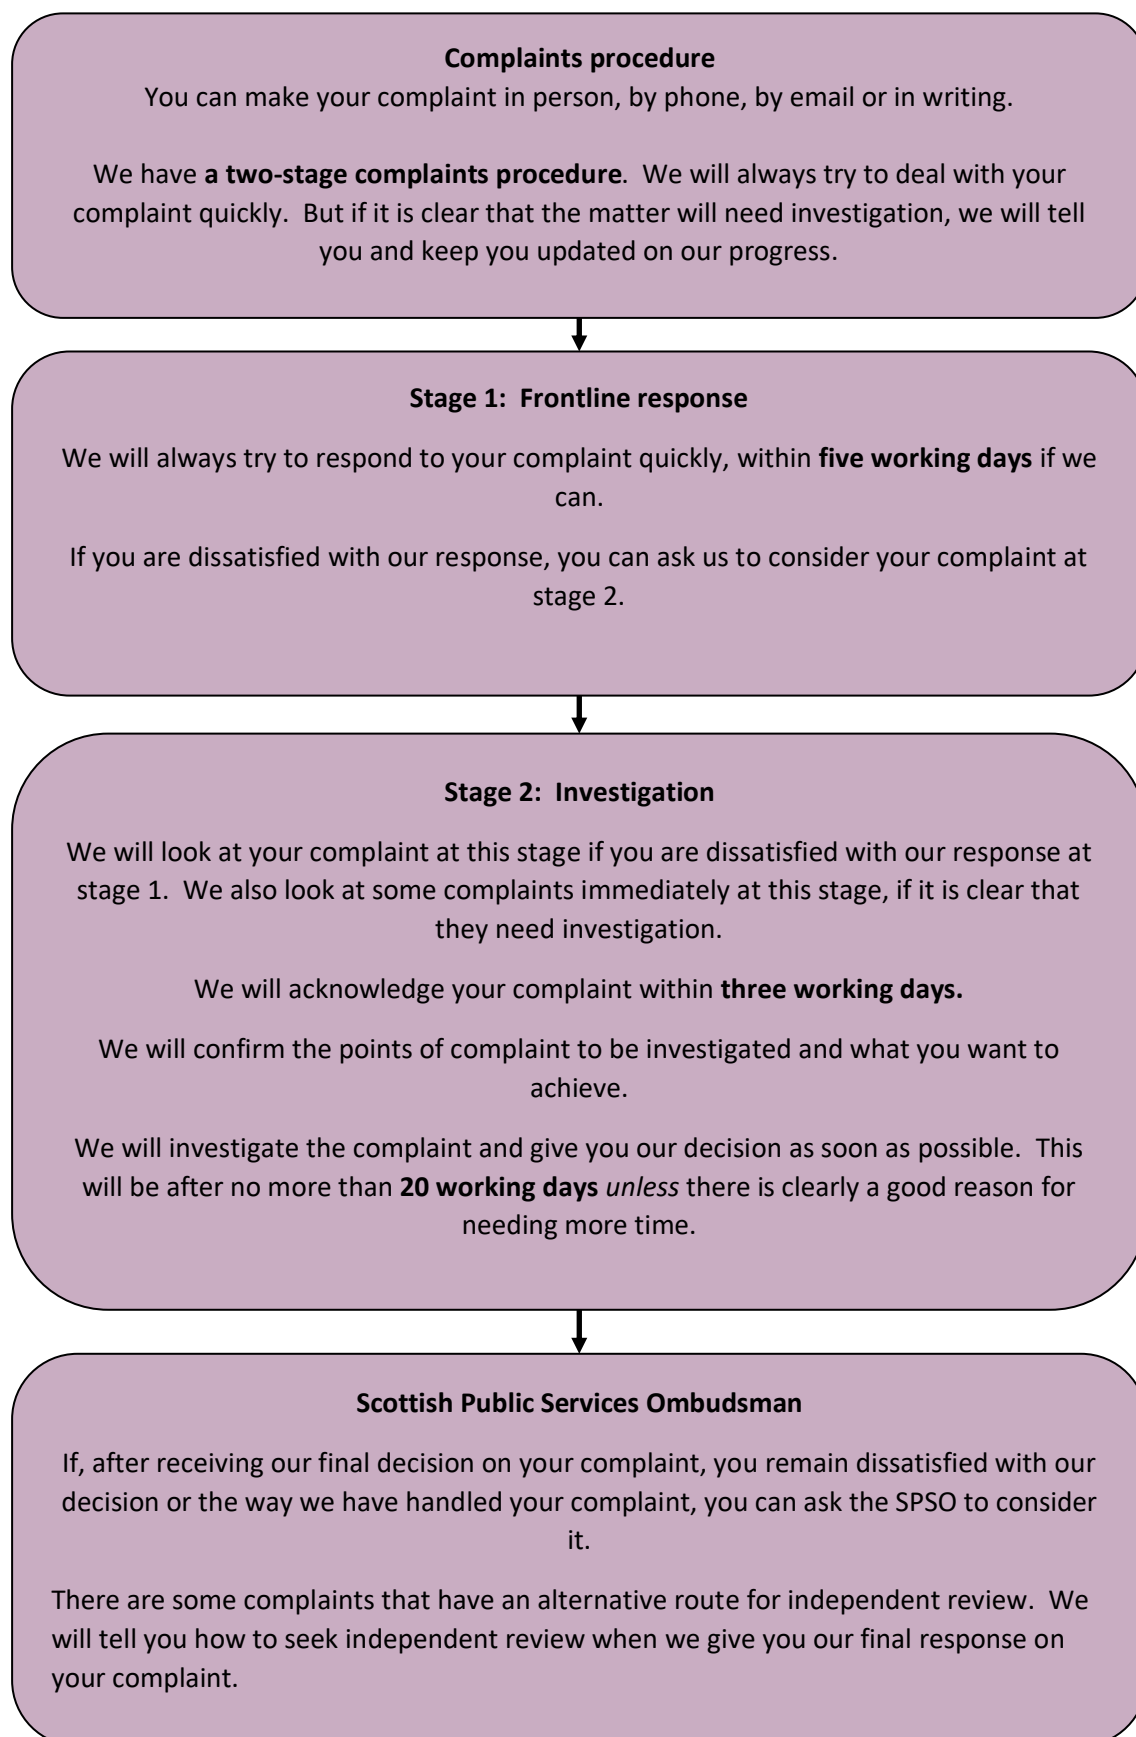 Complaints procedure
You can make your complaint in person, by phone, by email or in writing.
We have a two-stage complaints procedure.  We will always try to deal with your
complaint quickly.  But if it is clear that the matter will need investigation, we will tell
you and keep you updated on our progress.
Stage 1:  Frontline response
We will always try to respond to your complaint quickly, within five working days if we
can.
If you are dissatisfied with our response, you can ask us to consider your complaint at
stage 2.
Stage 2:  Investigation
We will look at your complaint at this stage if you are dissatisfied with our response at
stage 1.  We also look at some complaints immediately at this stage, if it is clear that
they need investigation.
We will acknowledge your complaint within three working days.
We will confirm the points of complaint to be investigated and what you want to
achieve.
We will investigate the complaint and give you our decision as soon as possible.  This
will be after no more than 20 working days unless there is clearly a good reason for
needing more time.
Scottish Public Services Ombudsman
If, after receiving our final decision on your complaint, you remain dissatisfied with our
decision or the way we have handled your complaint, you can ask the SPSO to consider
it.
There are some complaints that have an alternative route for independent review.  We
will tell you how to seek independent review when we give you our final response on
your complaint.